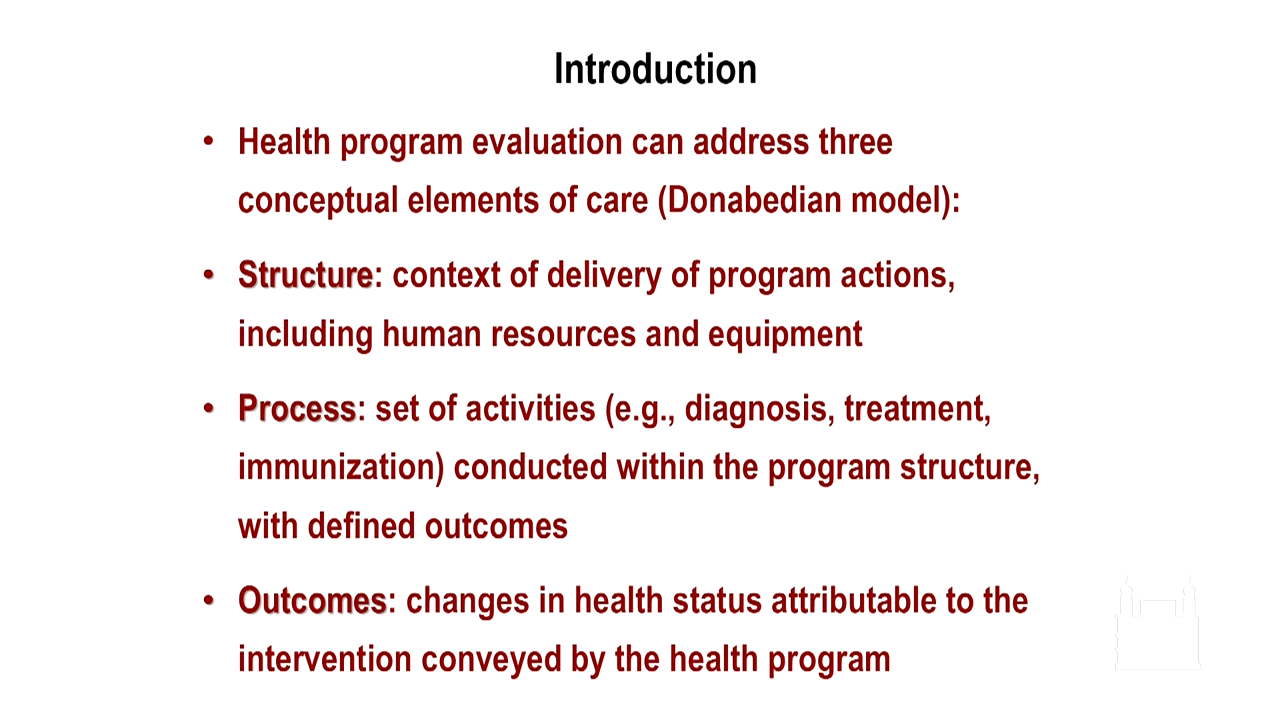 Introduction
• Health program evaluation can address three
conceptual elements of care (Donabedian model):
• Structure: context of delivery of program actions,
including human resources and equipment
• Process: set of activities (e.g., diagnosis, treatment,
immunization) conducted within the program structure,
with defined outcomes
• Outcomes: changes in health status attributable to the
intervention conveyed by the health program